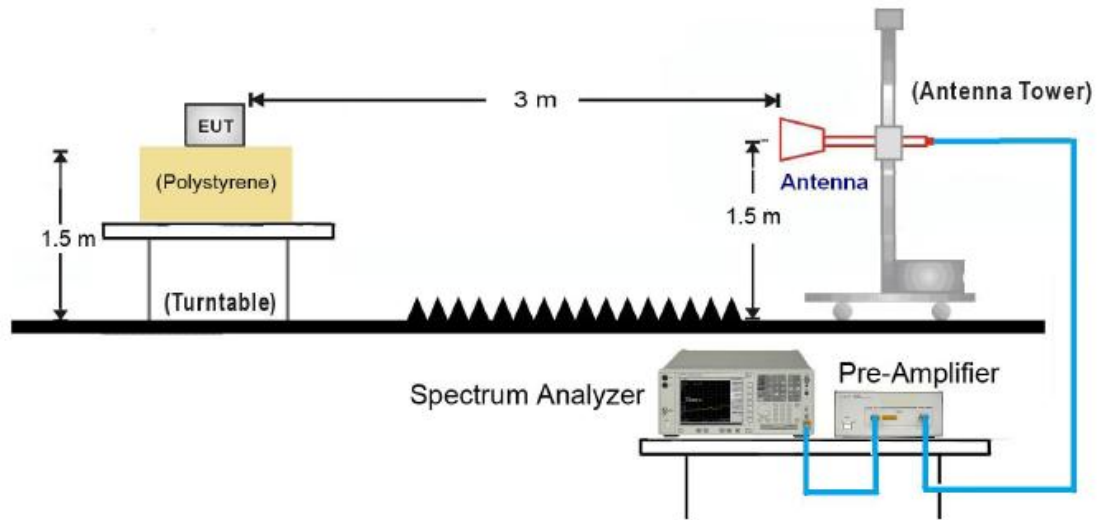 3 m
(Antenna Tower)
EUT
(Polystyrene)
Antenna
1.5 m
1.5 m
(Turntable)
Spectrum Analyzer
Pre-Amplifier